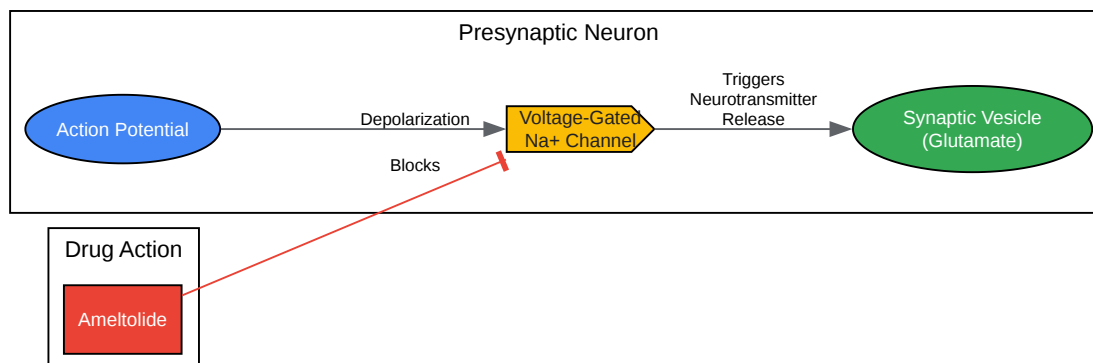 Presynaptic Neuron
Action Potential
Depolarization
Voltage-Gated
Na+ Channel
Triggers
Neurotransmitter
Release
Synaptic Vesicle
(Glutamate)
Blocks
Drug Action
Ameltolide